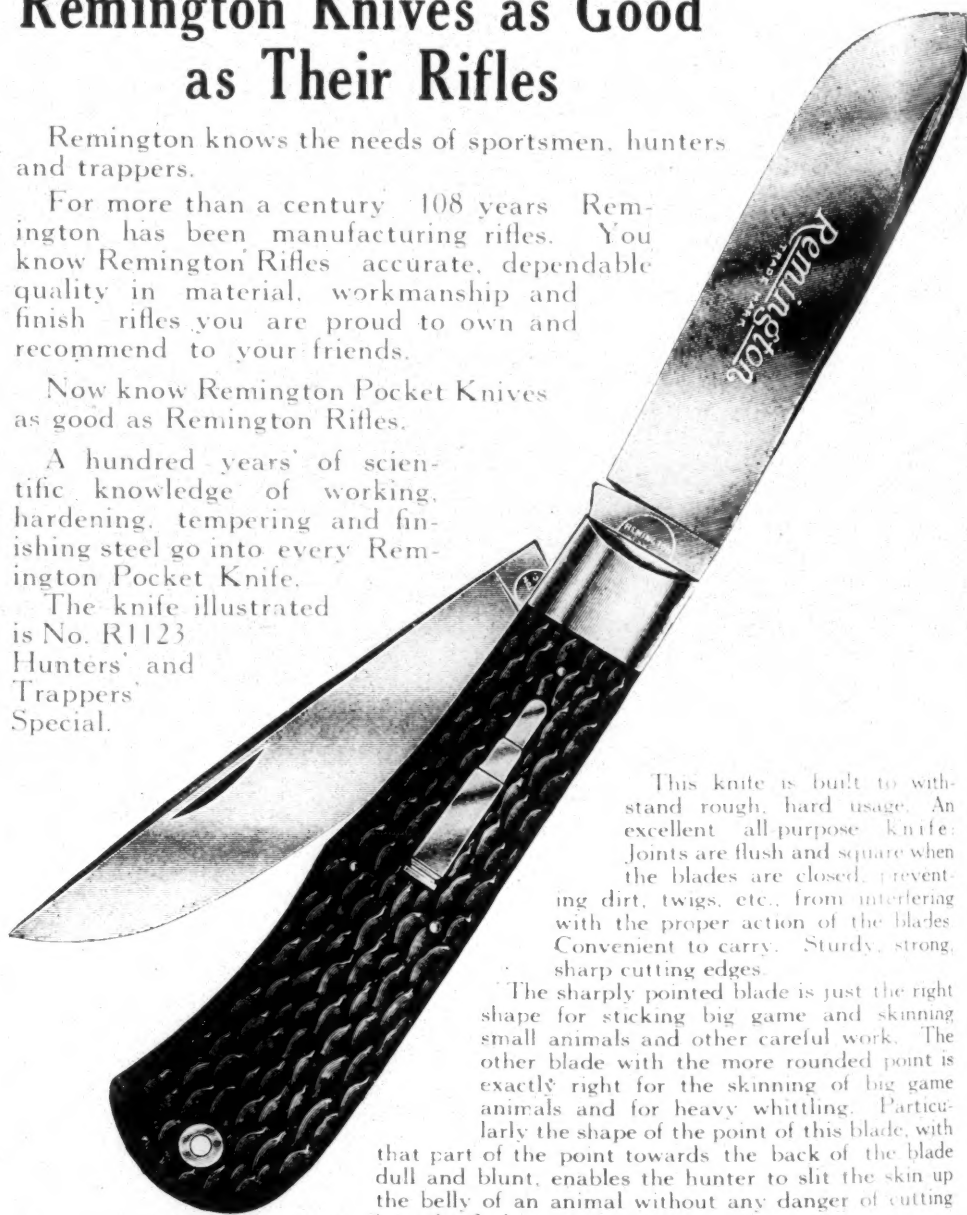 Remington Knives as Good
as Their Rifles
Remington knows the needs of sportsmen, hunters
and trappers.
For more than a century 108 years Rem-
ington has been manufacturing rifles. You
know Remington Rifles accurate, dependable
quality in material, workmanship and
finish rifles you are proud to own and
recommend to your friends.
Now know Remington Pocket Knives
as good as Remington Rifles.
A hundred years' of scien-
tific knowledge of working,
hardening, tempering and fin-
ishing steel go into every Rem-
ington Pocket Knife.
The knife illustrated
is No. R1123
Hunters' and
Trappers'
Special.
Remington
TRADE MARK
REMINGTON
This knife is built to with-
stand rough, hard usage. An
excellent all-purpose knife:
Joints are flush and square when
the blades are closed, prevent-
ing dirt, twigs, etc., from interfering
with the proper action of the blades
Convenient to carry. Sturdy, strong,
sharp cutting edges.
The sharply pointed blade is just the right
shape for sticking big game and skinning
small animals and other careful work. The
other blade with the more rounded point is
exactly right for the skinning of big game
animals and for heavy whittling. Particu-
larly the shape of the point of this blade, with
that part of the point towards the back of the blade
dull and blunt, enables the hunter to slit the skin up
the belly of an animal without any danger of cutting